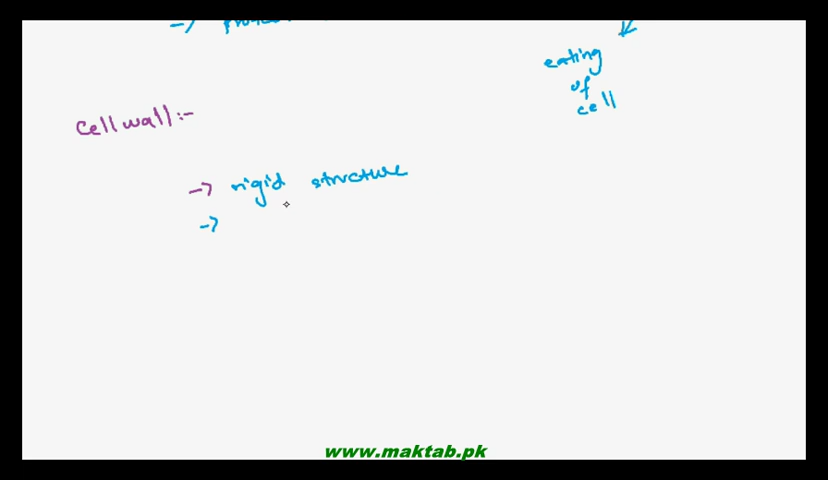 ->
eating
of
cell
cell wall :-
-> rigid structure
->
www.maktab.pk